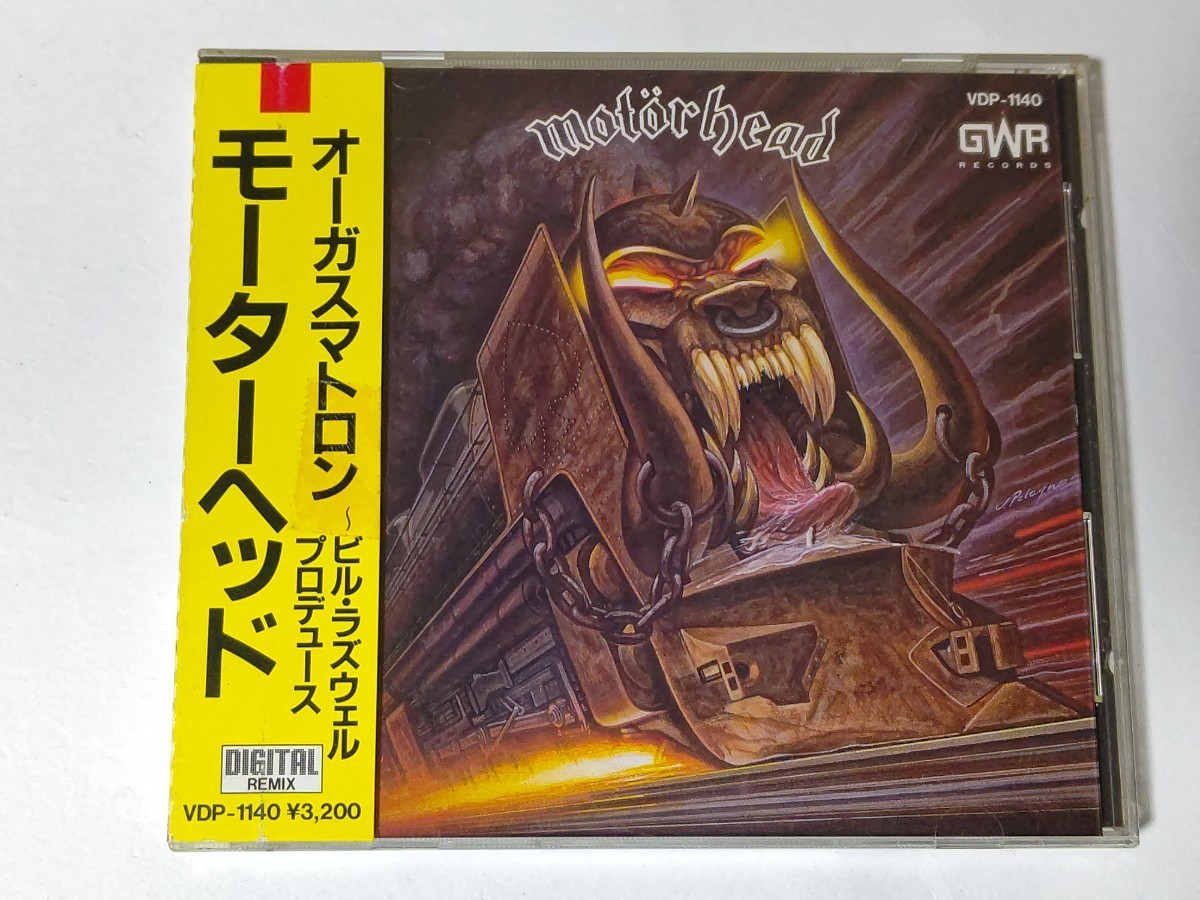 モーターヘッド
オーガスマトロン
~ビル・ラズウェル
プロデュース
DIGITAL
REMIX
VDP-1140 ¥3,200
motörhead
VDP-1140
GWR
RECORDS